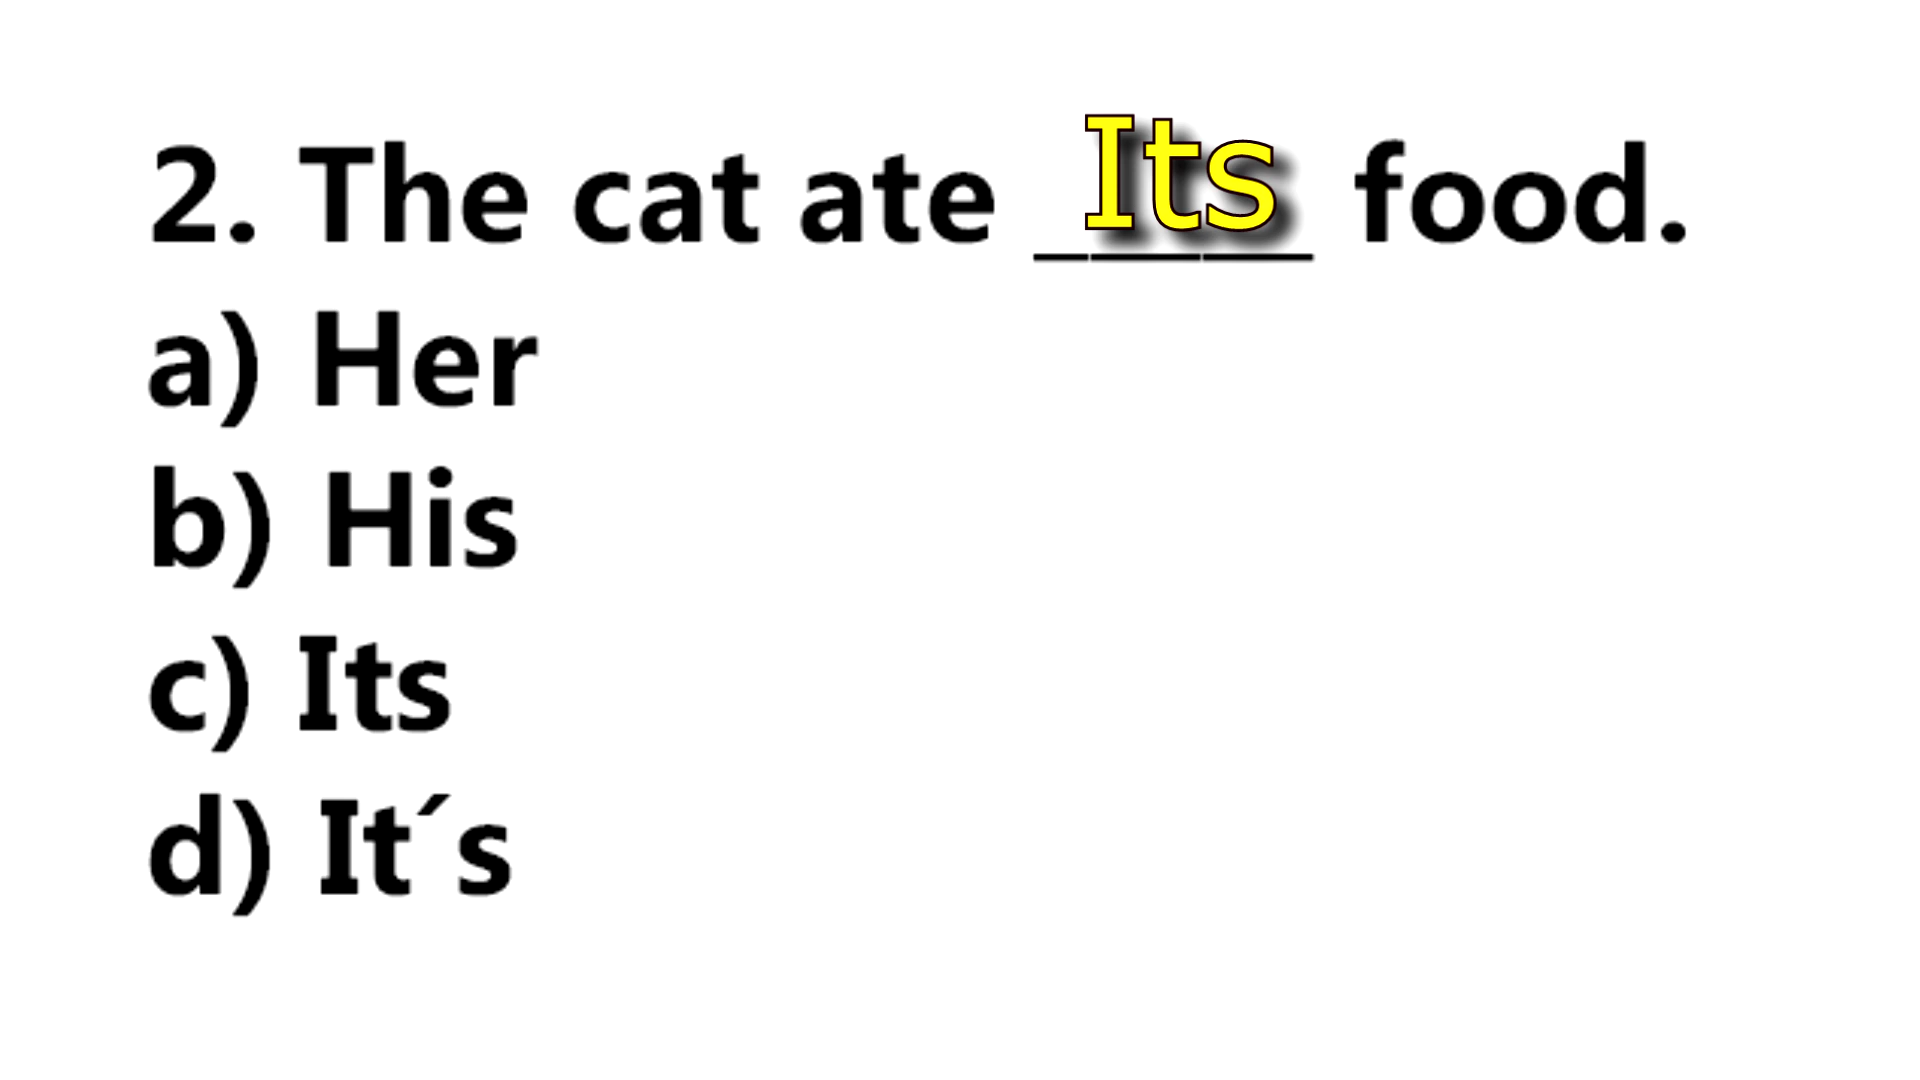 2. The cat ate Its food.
a) Her
b) His
c) Its
d) It´s